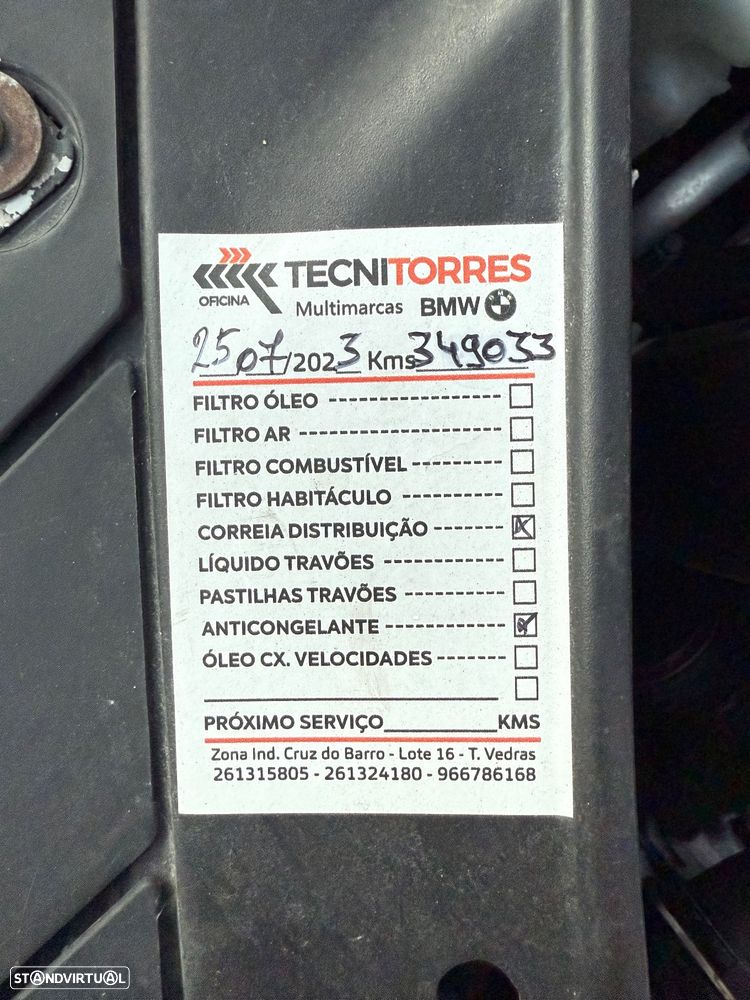 TECNITORRES
OFICINA
Multimarcas BMW
25/07/2023 Kms 349033
FILTRO ÓLEO
FILTRO AR
FILTRO COMBUSTÍVEL
FILTRO HABITÁCULO
CORREIA DISTRIBUIÇÃO
LÍQUIDO TRAVÕES
PASTILHAS TRAVÕES
ANTICONGELANTE
ÓLEO CX. VELOCIDADES
PRÓXIMO SERVIÇO KMS
Zona Ind. Cruz do Barro - Lote 16 - T. Vedras
261315805 - 261324180 - 966786168
STANDVIRTUAL